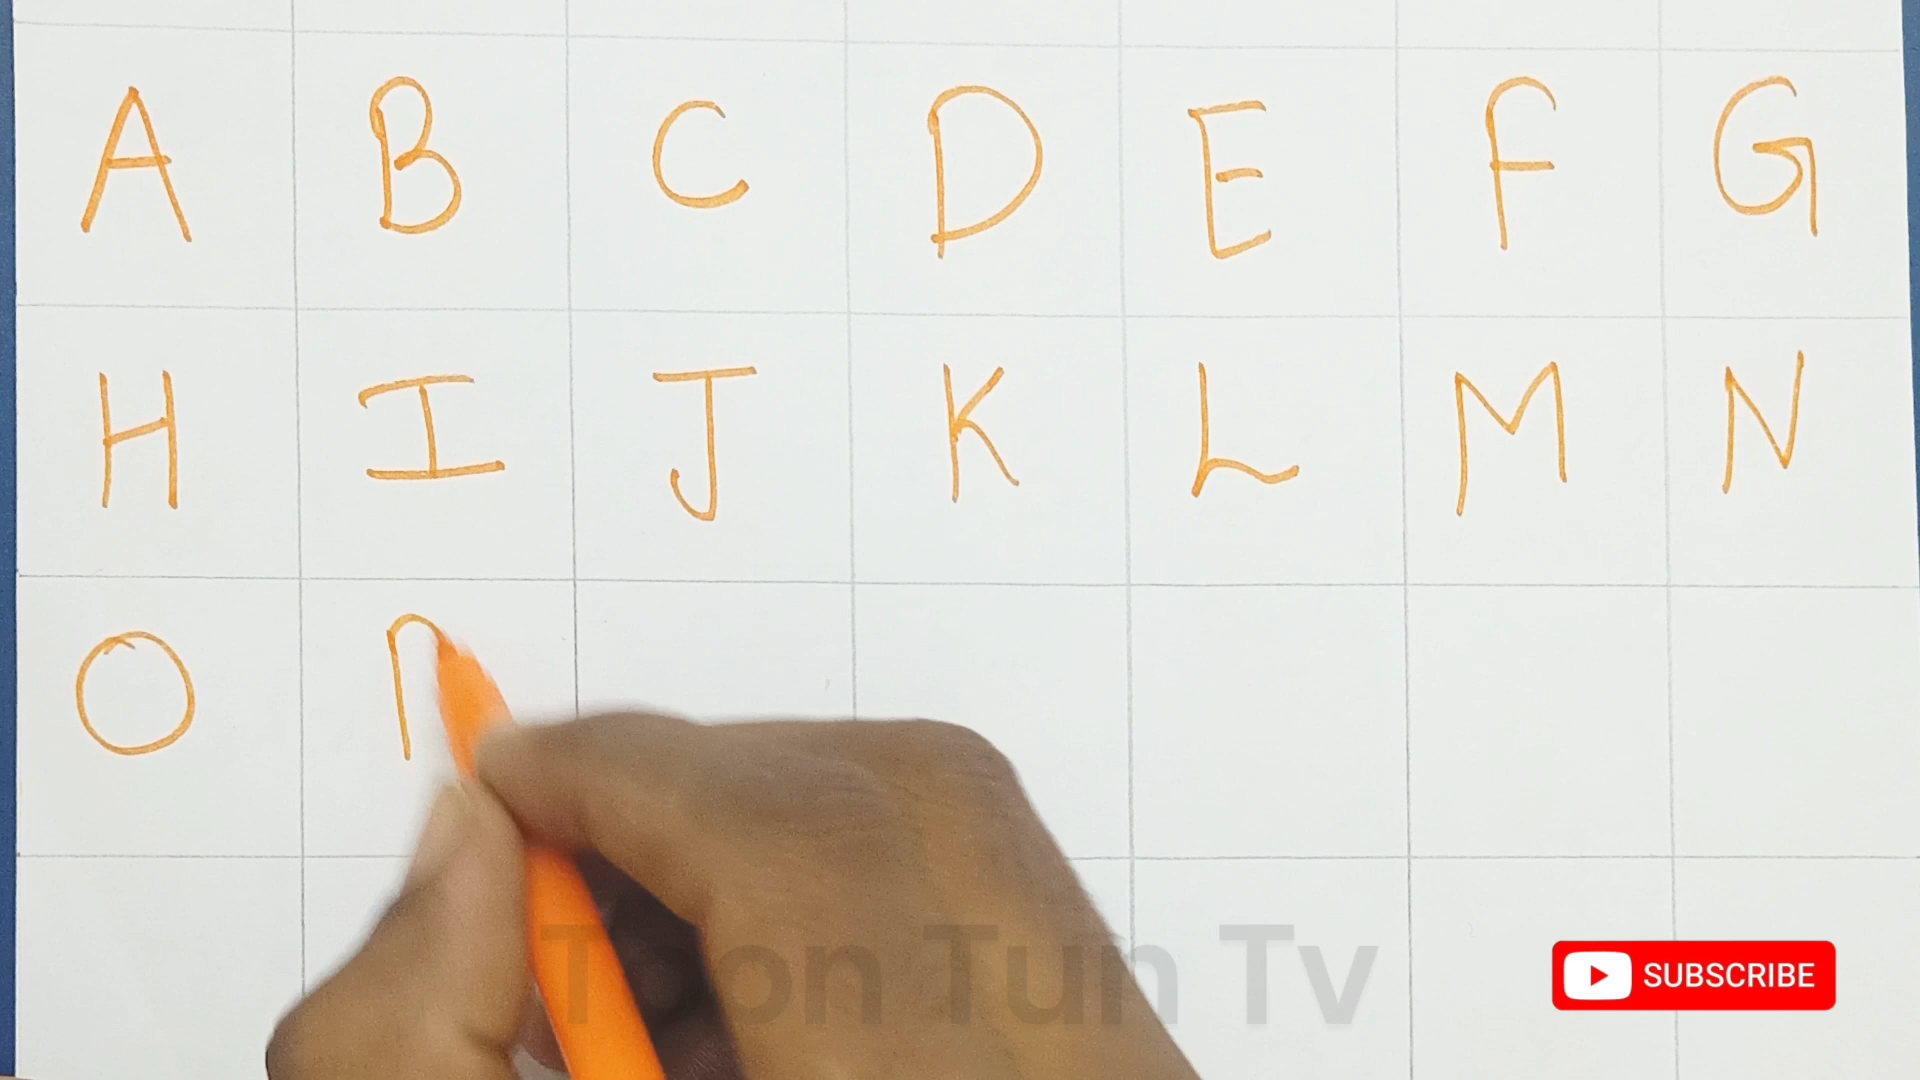 A B C D E F G
H I J K L M N
O
Toon Tun Tv
SUBSCRIBE